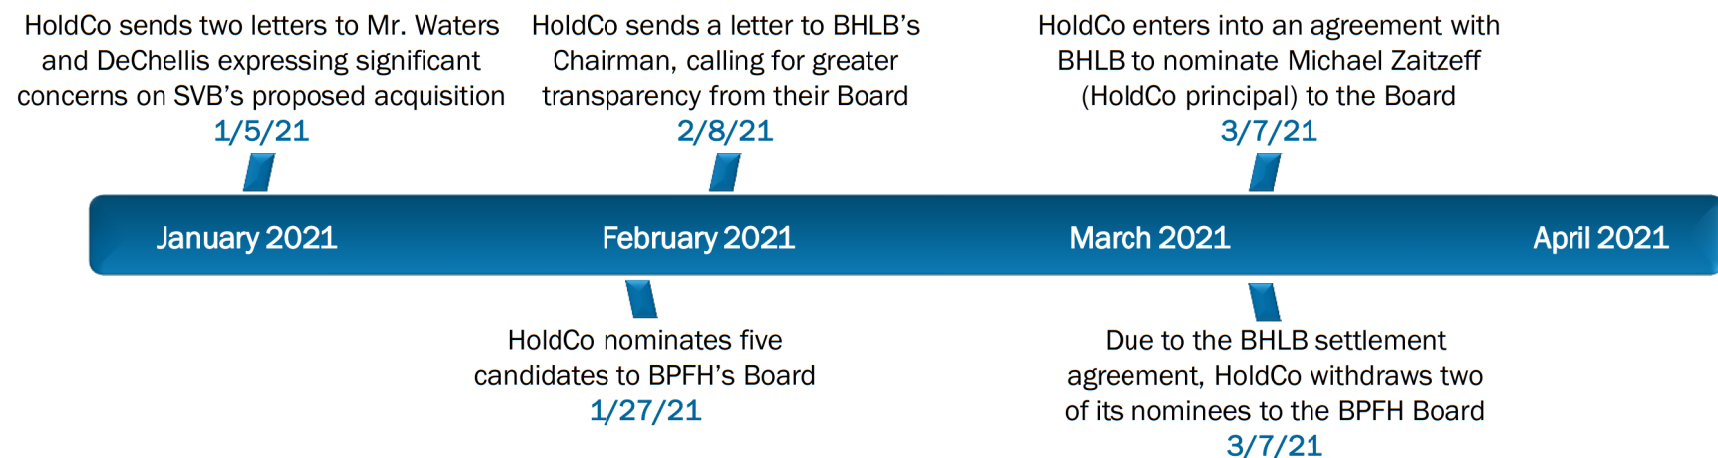 HoldCo sends two letters to Mr. Waters
and DeChellis expressing significant
concerns on SVB's proposed acquisition
1/5/21
HoldCo sends a letter to BHLB's
Chairman, calling for greater
transparency from their Board
2/8/21
HoldCo enters into an agreement with
BHLB to nominate Michael Zaitzeff
(HoldCo principal) to the Board
3/7/21
January 2021
February 2021
March 2021
April 2021
HoldCo nominates five
candidates to BPFH's Board
1/27/21
Due to the BHLB settlement
agreement, HoldCo withdraws two
of its nominees to the BPFH Board
3/7/21